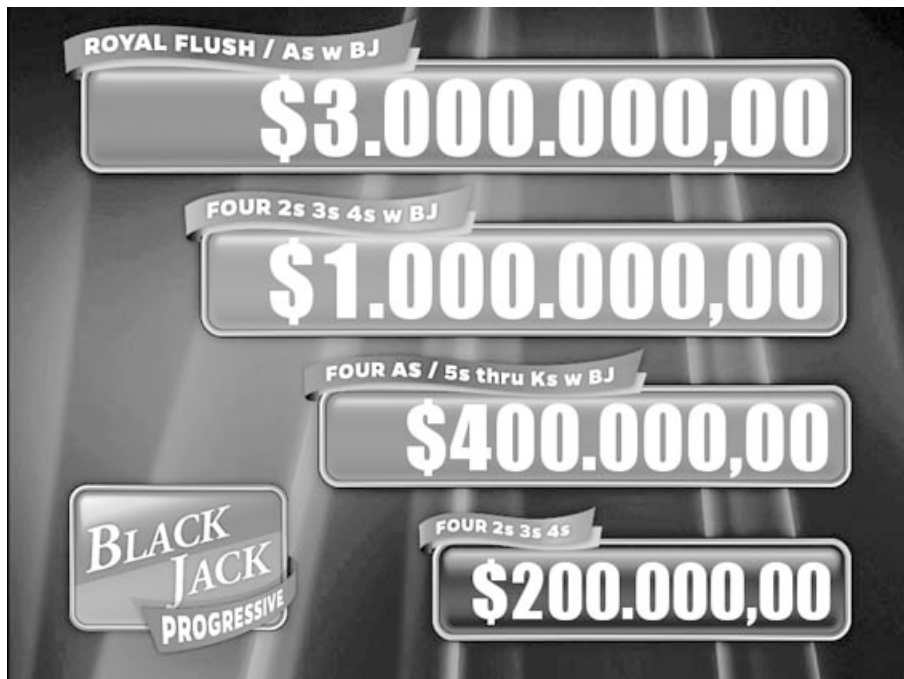 ROYAL FLUSH / As w BJ
$3.000.000,00
FOUR 2s 3s 4s w BJ
$1.000.000,00
FOUR AS / 5s thru Ks w BJ
$400.000,00
FOUR 2s 3s 4s
$200.000,00
BLACK
JACK
PROGRESSIVE